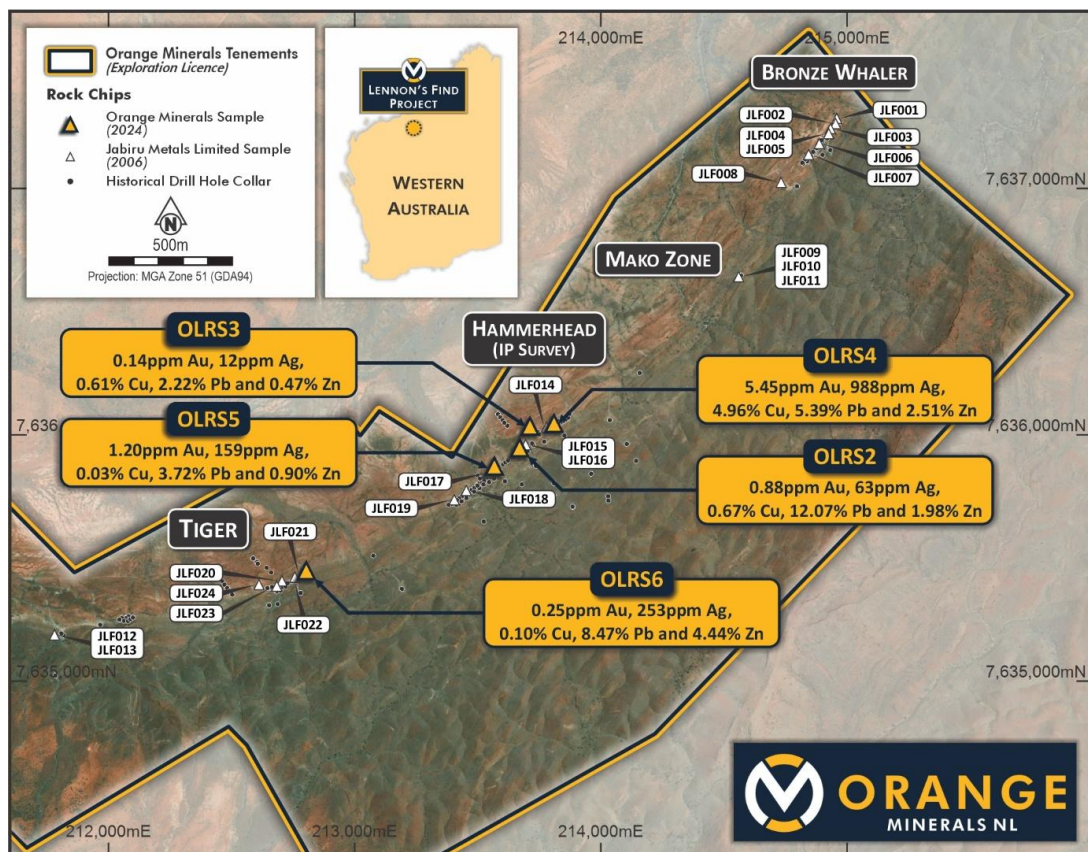 Orange Minerals Tenements
(Exploration Licence)
Rock Chips
Orange Minerals Sample
(2024)
Jabiru Metals Limited Sample
(2006)
Historical Drill Hole Collar
N
500m
Projection: MGA Zone 51 (GDA94)
LENNON'S FIND
PROJECT
WESTERN
AUSTRALIA
214,000mE
215,000mE
BRONZE WHALER
JLF002
JLF001
JLF004
JLF005
JLF003
JLF006
JLF008
JLF007
7,637,000mN
MAKO ZONE
JLF009
JLF010
JLF011
HAMMERHEAD
(IP SURVEY)
OLRS3
0.14ppm Au, 12ppm Ag,
0.61% Cu, 2.22% Pb and 0.47% Zn
JLF014
OLRS4
5.45ppm Au, 988ppm Ag,
4.96% Cu, 5.39% Pb and 2.51% Zn
7,636
OLRS5
1.20ppm Au, 159ppm Ag,
0.03% Cu, 3.72% Pb and 0.90% Zn
7,636,000mN
JLF015
JLF016
OLRS2
0.88ppm Au, 63ppm Ag,
0.67% Cu, 12.07% Pb and 1.98% Zn
JLF017
JLF018
JLF019
TIGER
JLF021
JLF020
JLF024
JLF023
JLF022
OLRS6
0.25ppm Au, 253ppm Ag,
0.10% Cu, 8.47% Pb and 4.44% Zn
JLF012
JLF013
7,635,000mN
7,635,000mN
212,000mE
213,000mE
214,000mE
ORANGE
MINERALS NL